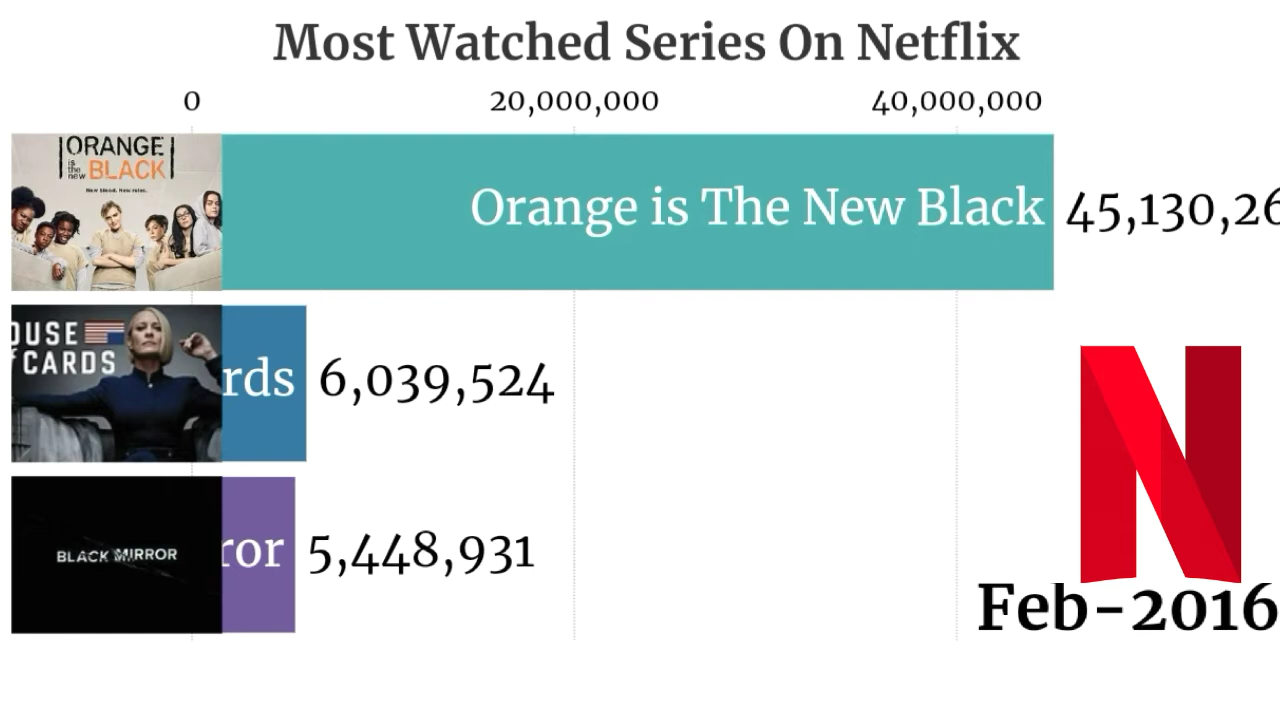 Most Watched Series On Netflix
0 20,000,000 40,000,000
ORANGE
is the new BLACK
New blood. New rules.
Orange is The New Black 45,130,26
OUSE
F CARDS
rds 6,039,524
BLACK MIRROR
ror 5,448,931
Feb-2016